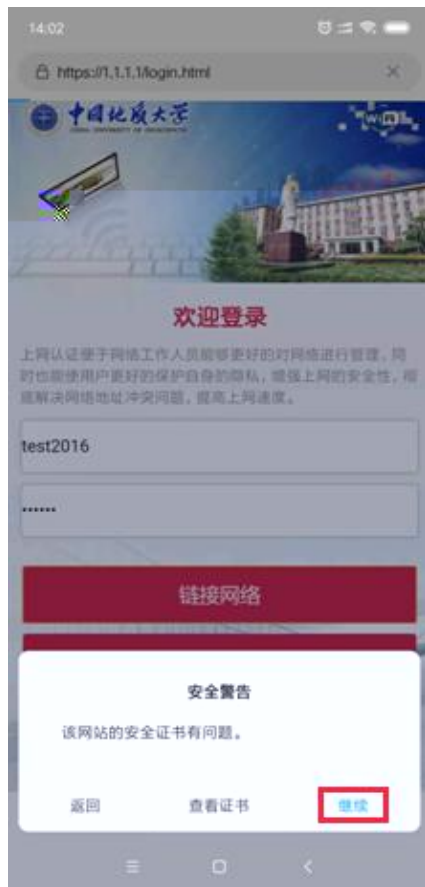 14:02
https://1.1.1.1/login.html
中国地质大学
WiFi
欢迎登录
上网认证便于网络工作人员能够更好的对网络进行管理，同
时也能使用户更好的保护自身的隐私，增强上网的安全性，彻
底解决网络地址冲突问题，提高上网速度。
test2016
••••••
链接网络
安全警告
该网站的安全证书有问题。
返回
查看证书
继续